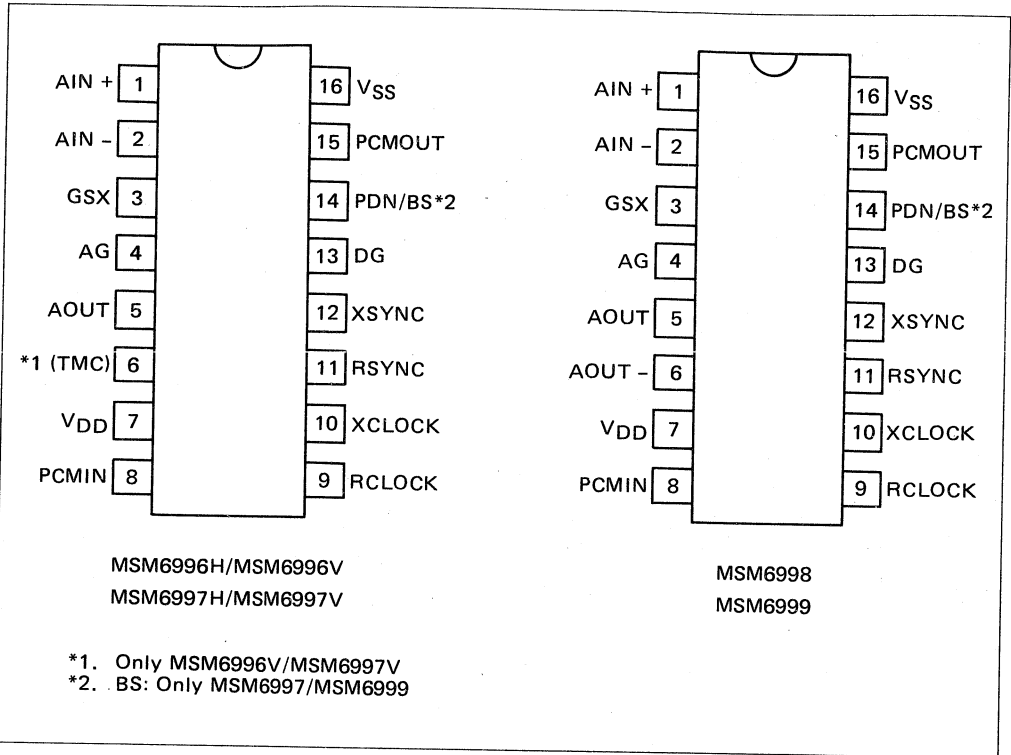 AIN + 1
AIN – 2
GSX 3
AG 4
AOUT 5
*1 (TMC) 6
VDD 7
PCMIN 8
16 VSS
15 PCMOUT
14 PDN/BS*2
13 DG
12 XSYNC
11 RSYNC
10 XCLOCK
9 RCLOCK
MSM6996H/MSM6996V
MSM6997H/MSM6997V
AIN + 1
AIN – 2
GSX 3
AG 4
AOUT 5
AOUT – 6
VDD 7
PCMIN 8
16 VSS
15 PCMOUT
14 PDN/BS*2
13 DG
12 XSYNC
11 RSYNC
10 XCLOCK
9 RCLOCK
MSM6998
MSM6999
*1. Only MSM6996V/MSM6997V
*2. BS: Only MSM6997/MSM6999